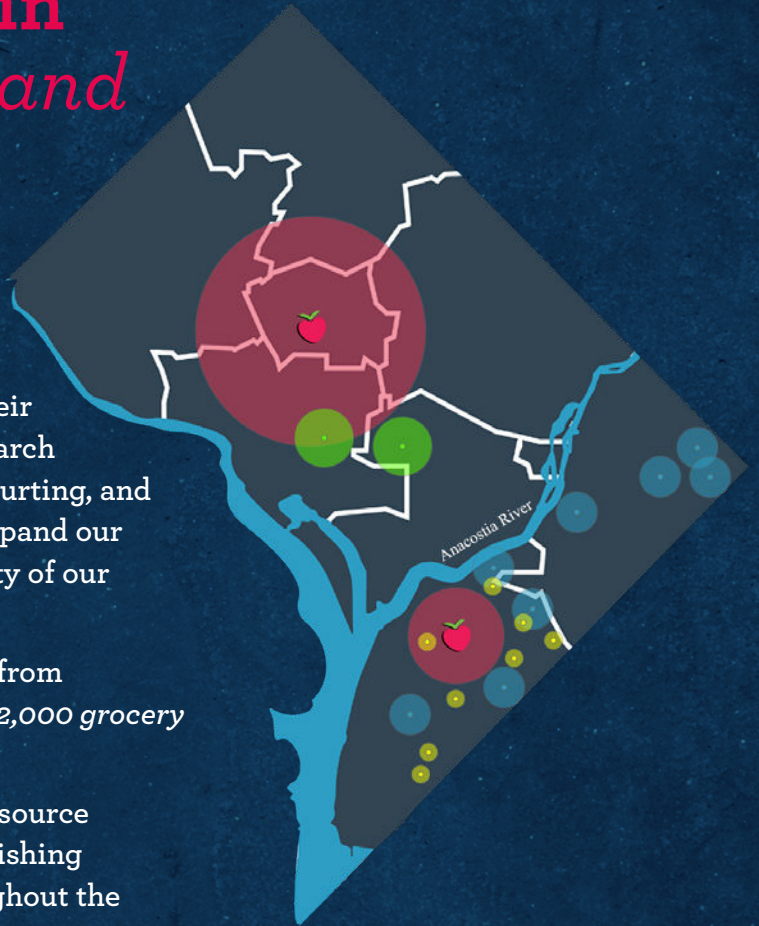 in
and
eir
arch
urting, and
pand our
ty of our
Anacostia River
from
2,000 grocery
source
ishing
ghout the